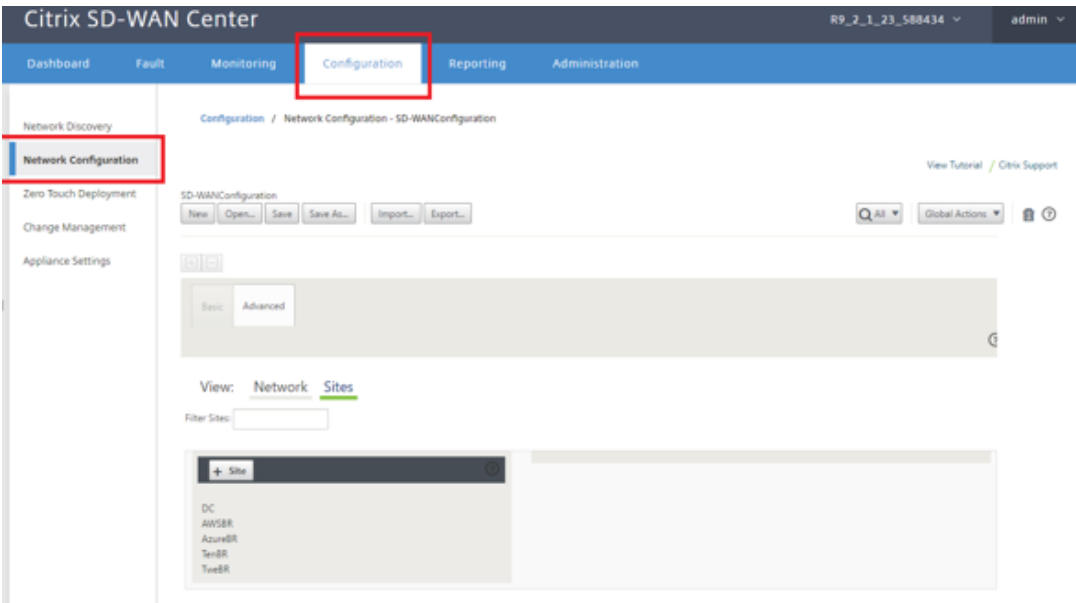 Citrix SD-WAN Center
R9_2_1_23_588434
admin
Dashboard Fault Monitoring Configuration Reporting Administration
Network Discovery
Network Configuration
Zero Touch Deployment
Change Management
Appliance Settings
Configuration / Network Configuration - SD-WANConfiguration
View Tutorial / Citrix Support
SD-WANConfiguration
New Open... Save Save As... Import... Export...
All Global Actions ?
+ −
Basic Advanced
?
View: Network Sites
Filter Sites:
+ Site ?
DC
AWSBR
AzureBR
TenBR
TweBR